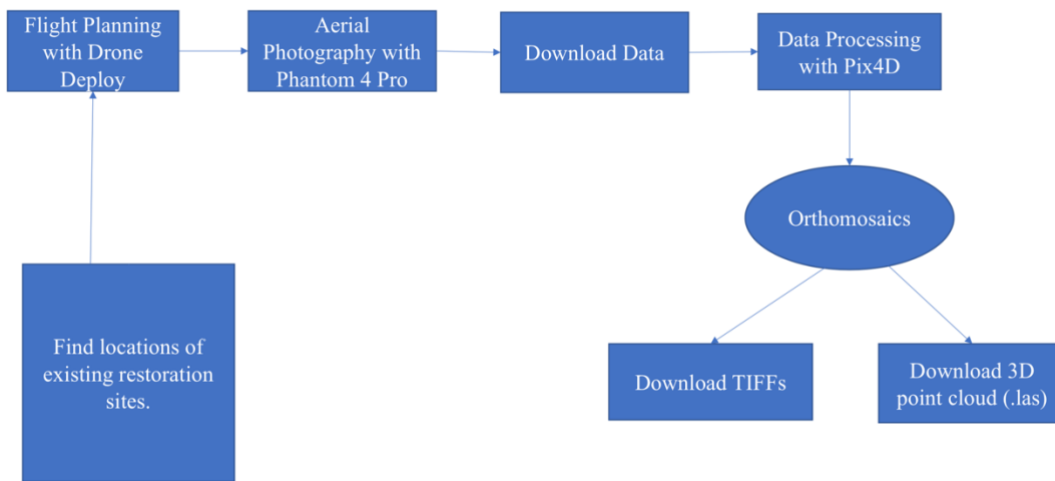 Flight Planning
with Drone
Deploy
Aerial
Photography with
Phantom 4 Pro
Download Data
Data Processing
with Pix4D
Orthomosaics
Find locations of
existing restoration
sites.
Download TIFFs
Download 3D
point cloud (.las)